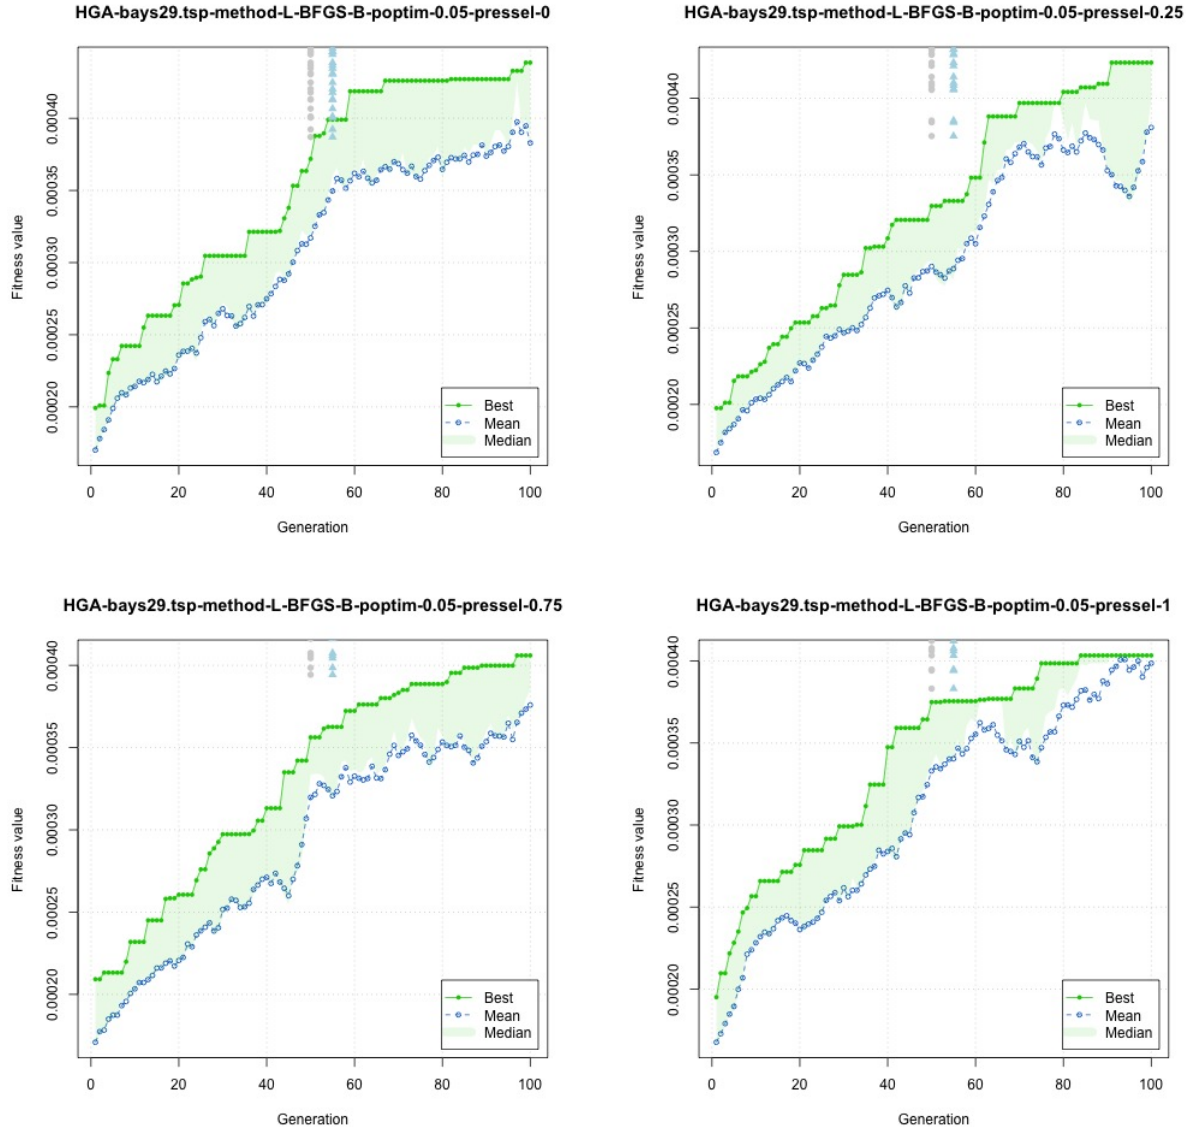 HGA-bays29.tsp-method-L-BFGS-B-poptim-0.05-pressel-0
Fitness value
0.00040
0.00035
0.00030
0.00025
0.00020
Best
Mean
Median
0 20 40 60 80 100
Generation
HGA-bays29.tsp-method-L-BFGS-B-poptim-0.05-pressel-0.25
Fitness value
0.00040
0.00035
0.00030
0.00025
0.00020
Best
Mean
Median
0 20 40 60 80 100
Generation
HGA-bays29.tsp-method-L-BFGS-B-poptim-0.05-pressel-0.75
Fitness value
0.00040
0.00035
0.00030
0.00025
0.00020
Best
Mean
Median
0 20 40 60 80 100
Generation
HGA-bays29.tsp-method-L-BFGS-B-poptim-0.05-pressel-1
Fitness value
0.00040
0.00035
0.00030
0.00025
0.00020
Best
Mean
Median
0 20 40 60 80 100
Generation